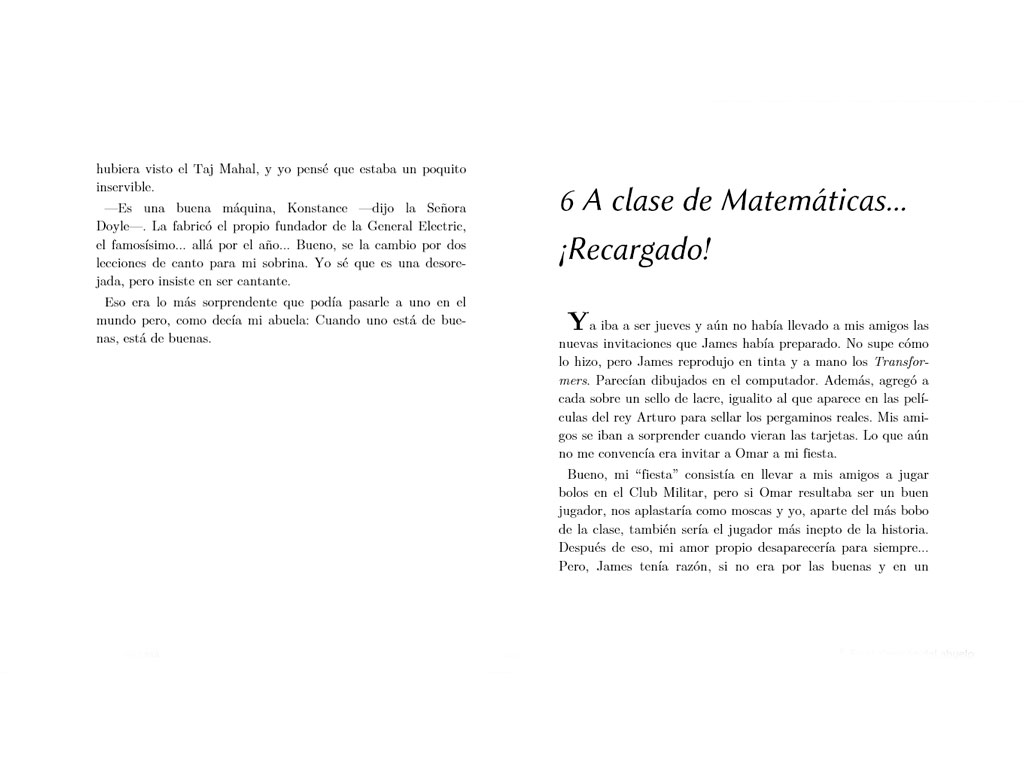 hubiera visto el Taj Mahal, y yo pensé que estaba un poquito
inservible.
—Es una buena máquina, Konstance —dijo la Señora
Doyle—. La fabricó el propio fundador de la General Electric,
el famosísimo... allá por el año... Bueno, se la cambio por dos
lecciones de canto para mi sobrina. Yo sé que es una desore-
jada, pero insiste en ser cantante.
Eso era lo más sorprendente que podía pasarle a uno en el
mundo pero, como decía mi abuela: Cuando uno está de bue-
nas, está de buenas.
6 A clase de Matemáticas...
¡Recargado!
Ya iba a ser jueves y aún no había llevado a mis amigos las
nuevas invitaciones que James había preparado. No supe cómo
lo hizo, pero James reprodujo en tinta y a mano los Transfor-
mers. Parecían dibujados en el computador. Además, agregó a
cada sobre un sello de lacre, igualito al que aparece en las pelí-
culas del rey Arturo para sellar los pergaminos reales. Mis ami-
gos se iban a sorprender cuando vieran las tarjetas. Lo que aún
no me convencía era invitar a Omar a mi fiesta.
Bueno, mi “fiesta” consistía en llevar a mis amigos a jugar
bolos en el Club Militar, pero si Omar resultaba ser un buen
jugador, nos aplastaría como moscas y yo, aparte del más bobo
de la clase, también sería el jugador más inepto de la historia.
Después de eso, mi amor propio desaparecería para siempre...
Pero, James tenía razón, si no era por las buenas y en un
abuelo